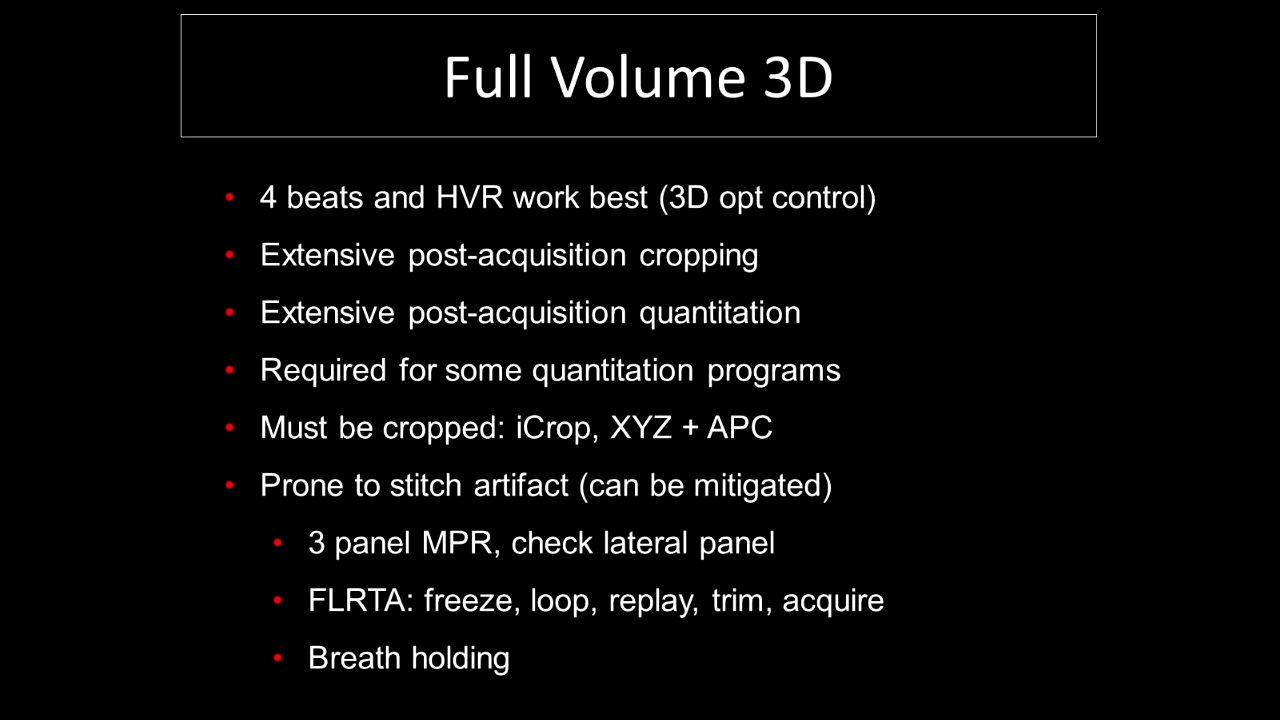 Full Volume 3D
• 4 beats and HVR work best (3D opt control)
• Extensive post-acquisition cropping
• Extensive post-acquisition quantitation
• Required for some quantitation programs
• Must be cropped: iCrop, XYZ + APC
• Prone to stitch artifact (can be mitigated)
• 3 panel MPR, check lateral panel
• FLRTA: freeze, loop, replay, trim, acquire
• Breath holding